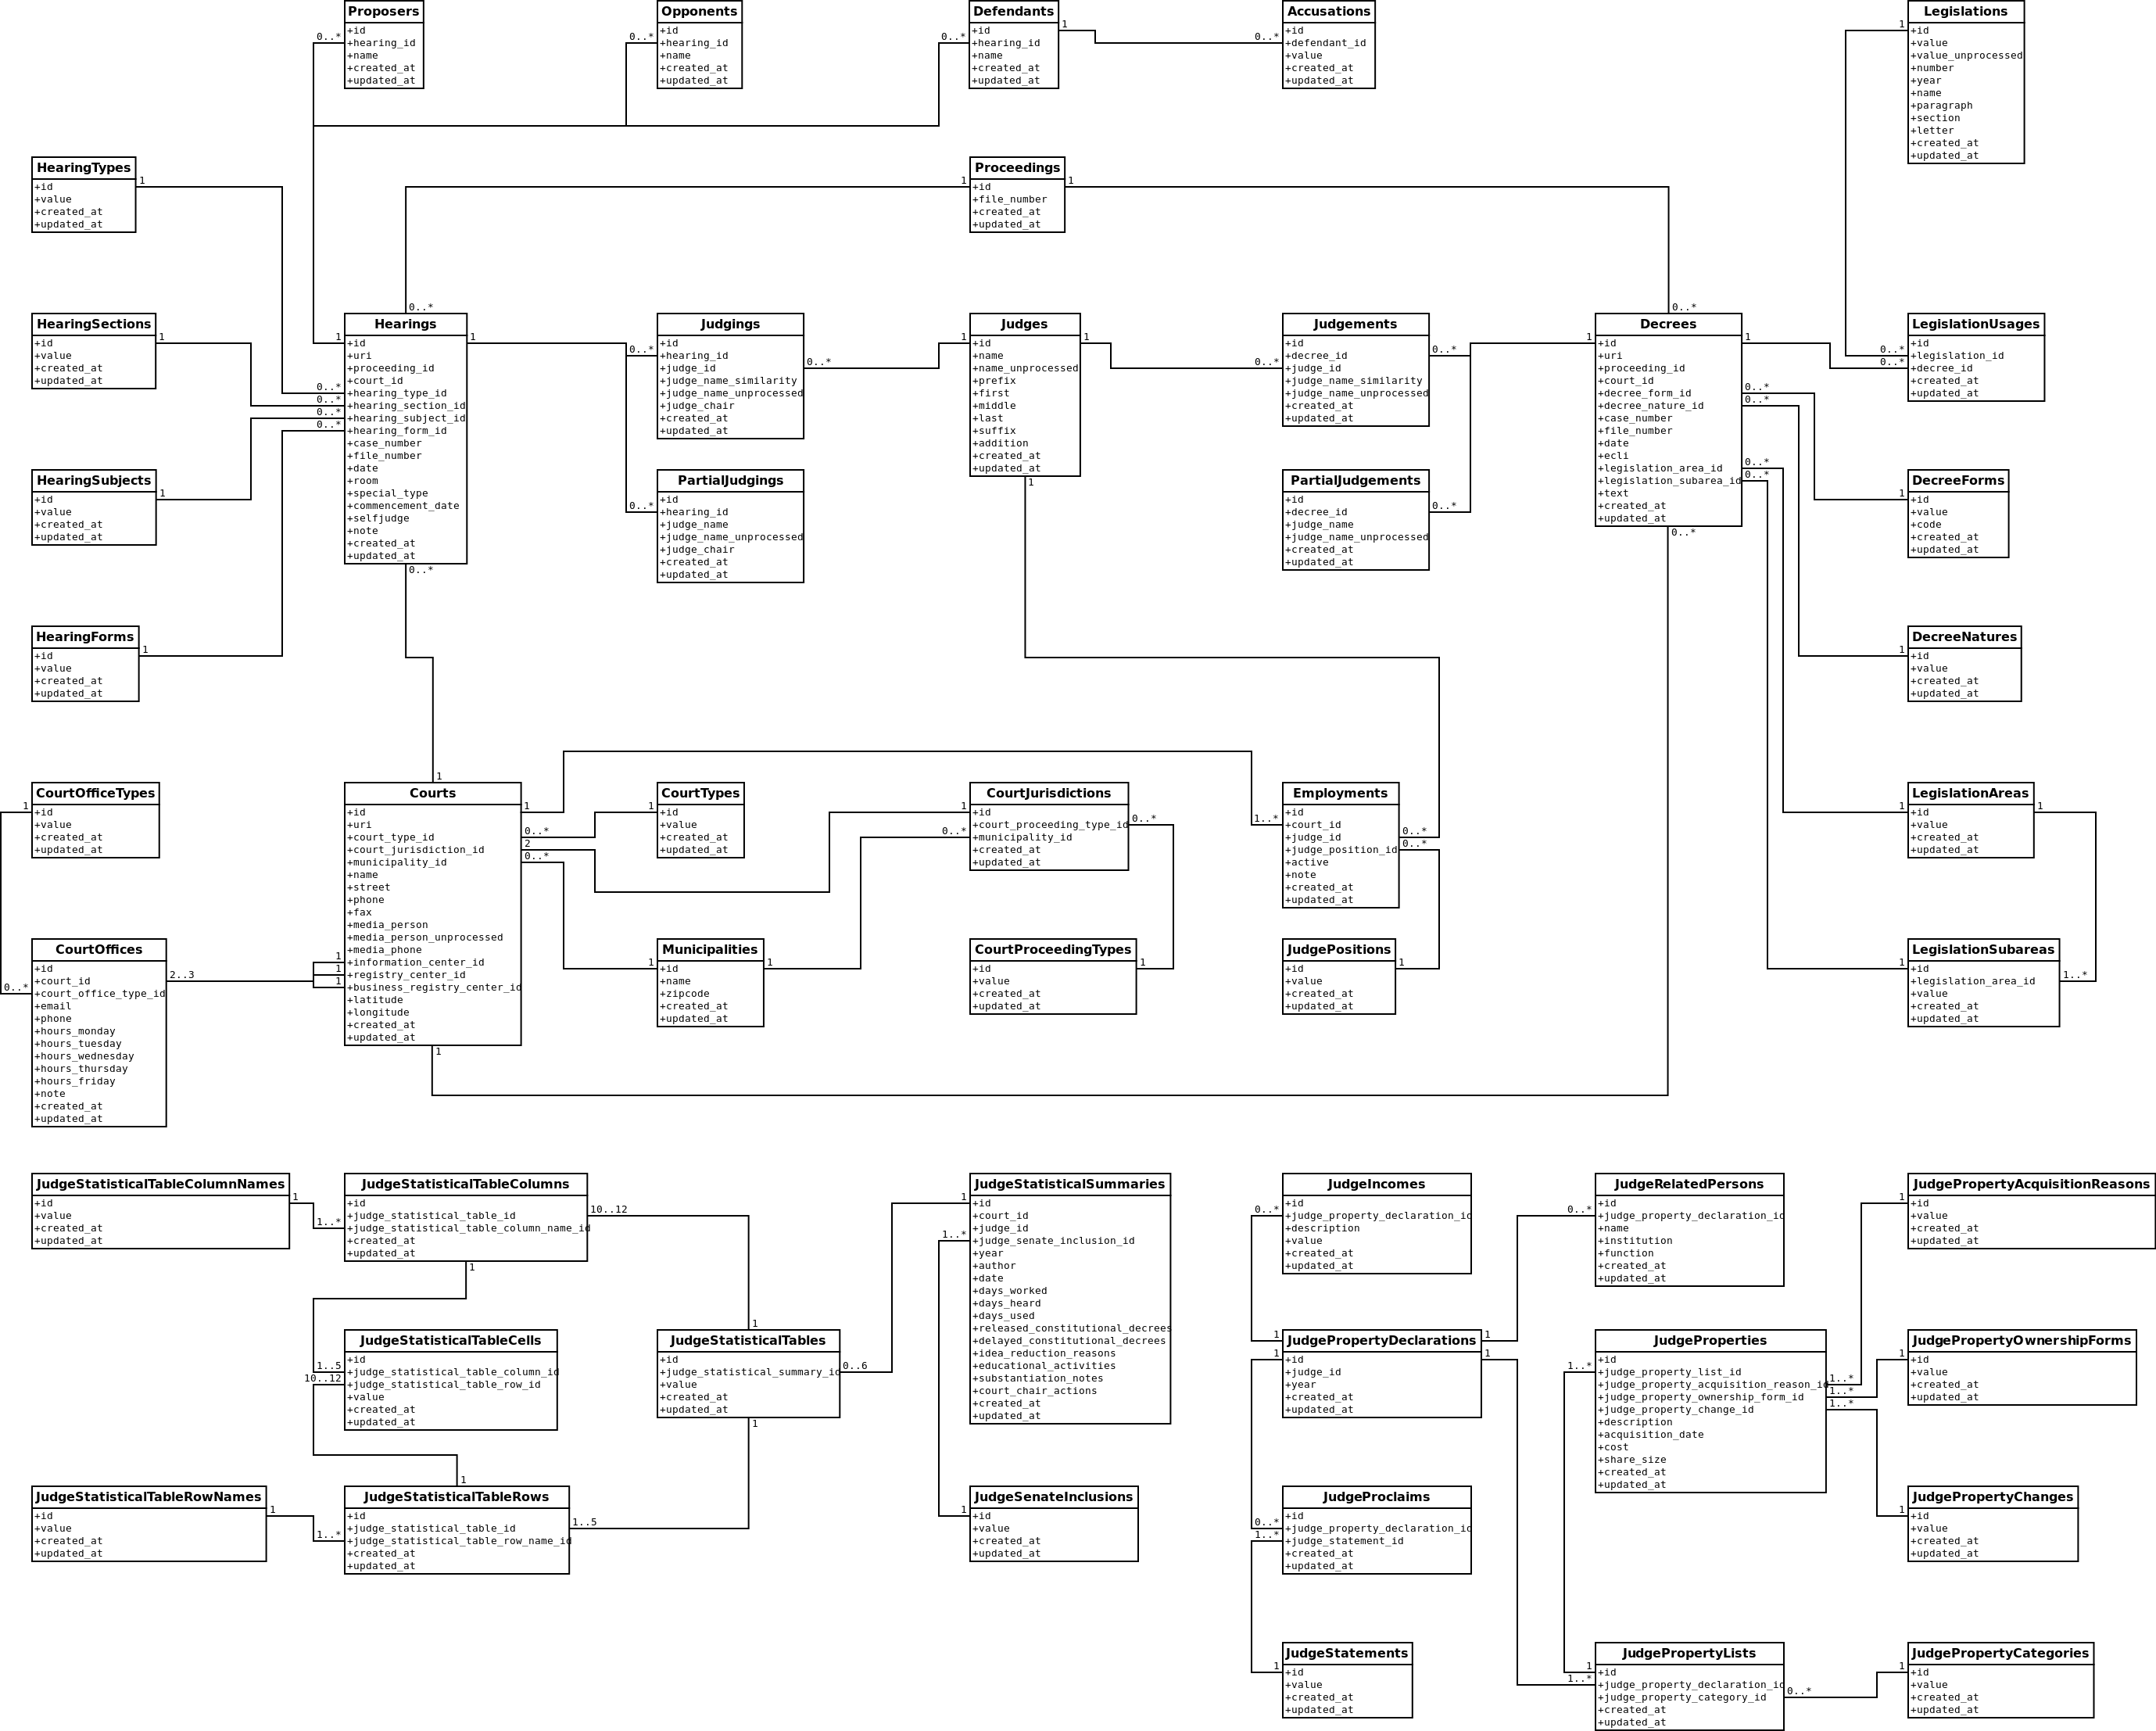 Proposers
+id
+hearing_id
+name
+created_at
+updated_at
0..*
Opponents
+id
+hearing_id
+name
+created_at
+updated_at
0..*
Defendants
+id
+hearing_id
+name
+created_at
+updated_at
0..*
1
Accusations
+id
+defendant_id
+value
+created_at
+updated_at
0..*
Legislations
+id
+value
+value_unprocessed
+number
+year
+name
+paragraph
+section
+letter
+created_at
+updated_at
1
HearingTypes
+id
+value
+created_at
+updated_at
1
Proceedings
+id
+file_number
+created_at
+updated_at
1
1
HearingSections
+id
+value
+created_at
+updated_at
1
Hearings
+id
+uri
+proceeding_id
+court_id
+hearing_type_id
+hearing_section_id
+hearing_subject_id
+hearing_form_id
+case_number
+file_number
+date
+room
+special_type
+commencement_date
+selfjudge
+note
+created_at
+updated_at
0..*
1
1
0..*
0..*
0..*
0..*
0..*
Judgings
+id
+hearing_id
+judge_id
+judge_name_similarity
+judge_name_unprocessed
+judge_chair
+created_at
+updated_at
0..*
0..*
Judges
+id
+name
+name_unprocessed
+prefix
+first
+middle
+last
+suffix
+addition
+created_at
+updated_at
1
1
1
Judgements
+id
+decree_id
+judge_id
+judge_name_similarity
+judge_name_unprocessed
+created_at
+updated_at
0..*
0..*
Decrees
+id
+uri
+proceeding_id
+court_id
+decree_form_id
+decree_nature_id
+case_number
+file_number
+date
+ecli
+legislation_area_id
+legislation_subarea_id
+text
+created_at
+updated_at
0..*
1
1
0..*
0..*
0..*
0..*
0..*
LegislationUsages
+id
+legislation_id
+decree_id
+created_at
+updated_at
0..*
0..*
HearingSubjects
+id
+value
+created_at
+updated_at
1
PartialJudgings
+id
+hearing_id
+judge_name
+judge_name_unprocessed
+judge_chair
+created_at
+updated_at
0..*
PartialJudgements
+id
+decree_id
+judge_name
+judge_name_unprocessed
+created_at
+updated_at
0..*
DecreeForms
+id
+value
+code
+created_at
+updated_at
1
HearingForms
+id
+value
+created_at
+updated_at
1
DecreeNatures
+id
+value
+created_at
+updated_at
1
CourtOfficeTypes
+id
+value
+created_at
+updated_at
1
Courts
+id
+uri
+court_type_id
+court_jurisdiction_id
+municipality_id
+name
+street
+phone
+fax
+media_person
+media_person_unprocessed
+media_phone
+information_center_id
+registry_center_id
+business_registry_center_id
+latitude
+longitude
+created_at
+updated_at
1
1
0..*
2
0..*
1
1
1
1
CourtTypes
+id
+value
+created_at
+updated_at
1
CourtJurisdictions
+id
+court_proceeding_type_id
+municipality_id
+created_at
+updated_at
1
0..*
0..*
Employments
+id
+court_id
+judge_id
+judge_position_id
+active
+note
+created_at
+updated_at
1..*
0..*
0..*
LegislationAreas
+id
+value
+created_at
+updated_at
1
1
CourtOffices
+id
+court_id
+court_office_type_id
+email
+phone
+hours_monday
+hours_tuesday
+hours_wednesday
+hours_thursday
+hours_friday
+note
+created_at
+updated_at
2..3
0..*
Municipalities
+id
+name
+zipcode
+created_at
+updated_at
1
1
CourtProceedingTypes
+id
+value
+created_at
+updated_at
1
JudgePositions
+id
+value
+created_at
+updated_at
1
LegislationSubareas
+id
+legislation_area_id
+value
+created_at
+updated_at
1
1..*
JudgeStatisticalTableColumnNames
+id
+value
+created_at
+updated_at
1
JudgeStatisticalTableColumns
+id
+judge_statistical_table_id
+judge_statistical_table_column_name_id
+created_at
+updated_at
1..*
10..12
1
JudgeStatisticalSummaries
+id
+court_id
+judge_id
+judge_senate_inclusion_id
+year
+author
+date
+days_worked
+days_heard
+days_used
+released_constitutional_decrees
+delayed_constitutional_decrees
+idea_reduction_reasons
+educational_activities
+substantiation_notes
+court_chair_actions
+created_at
+updated_at
1
1..*
JudgeIncomes
+id
+judge_property_declaration_id
+description
+value
+created_at
+updated_at
0..*
JudgeRelatedPersons
+id
+judge_property_declaration_id
+name
+institution
+function
+created_at
+updated_at
0..*
JudgePropertyAcquisitionReasons
+id
+value
+created_at
+updated_at
1
JudgeStatisticalTableCells
+id
+judge_statistical_table_column_id
+judge_statistical_table_row_id
+value
+created_at
+updated_at
1..5
10..12
JudgeStatisticalTables
+id
+judge_statistical_summary_id
+value
+created_at
+updated_at
1
0..6
1
JudgePropertyDeclarations
+id
+judge_id
+year
+created_at
+updated_at
1
1
1
1
JudgeProperties
+id
+judge_property_list_id
+judge_property_acquisition_reason_id
+judge_property_ownership_form_id
+judge_property_change_id
+description
+acquisition_date
+cost
+share_size
+created_at
+updated_at
1..*
1..*
1..*
1..*
JudgePropertyOwnershipForms
+id
+value
+created_at
+updated_at
1
JudgeStatisticalTableRowNames
+id
+value
+created_at
+updated_at
1
JudgeStatisticalTableRows
+id
+judge_statistical_table_id
+judge_statistical_table_row_name_id
+created_at
+updated_at
1
1..*
1..5
JudgeSenateInclusions
+id
+value
+created_at
+updated_at
1
JudgeProclaims
+id
+judge_property_declaration_id
+judge_statement_id
+created_at
+updated_at
0..*
1..*
JudgePropertyChanges
+id
+value
+created_at
+updated_at
1
JudgeStatements
+id
+value
+created_at
+updated_at
1
JudgePropertyLists
+id
+judge_property_declaration_id
+judge_property_category_id
+created_at
+updated_at
1
1..*
0..*
JudgePropertyCategories
+id
+value
+created_at
+updated_at
1